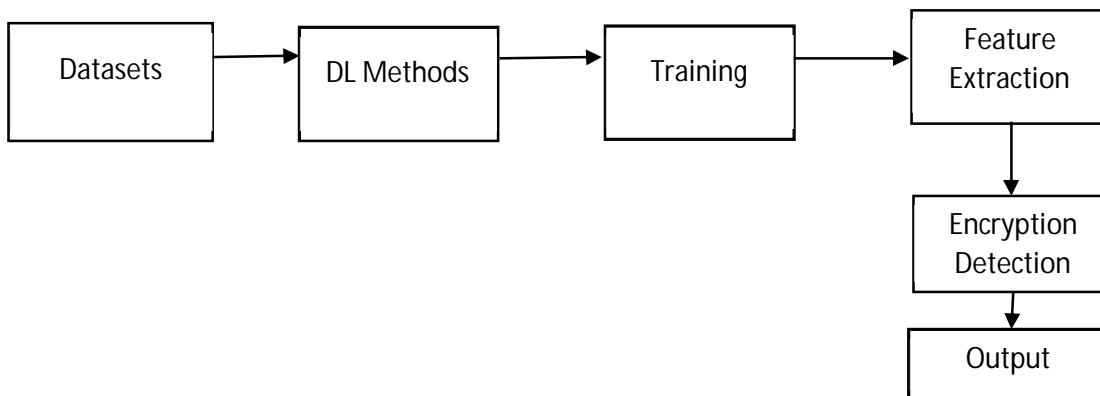 Datasets
DL Methods
Training
Feature
Extraction
Encryption
Detection
Output